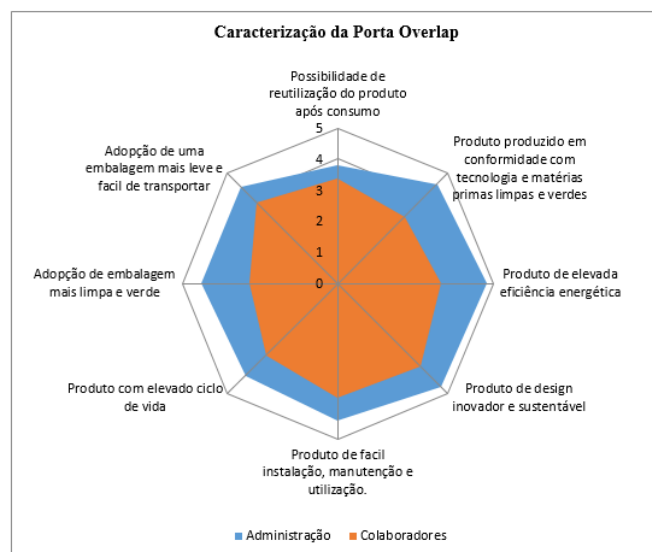 Caracterização da Porta Overlap
Possibilidade de
reutilização do produto
após consumo
Produto produzido em
conformidade com
tecnologia e matérias
primas limpas e verdes
Produto de elevada
eficiência energética
Produto de design
inovador e sustentável
Produto de facil
instalação, manutenção e
utilização.
Produto com elevado ciclo
de vida
Adopção de embalagem
mais limpa e verde
Adopção de uma
embalagem mais leve e
facil de transportar
5
4
3
2
1
0
Administração
Colaboradores